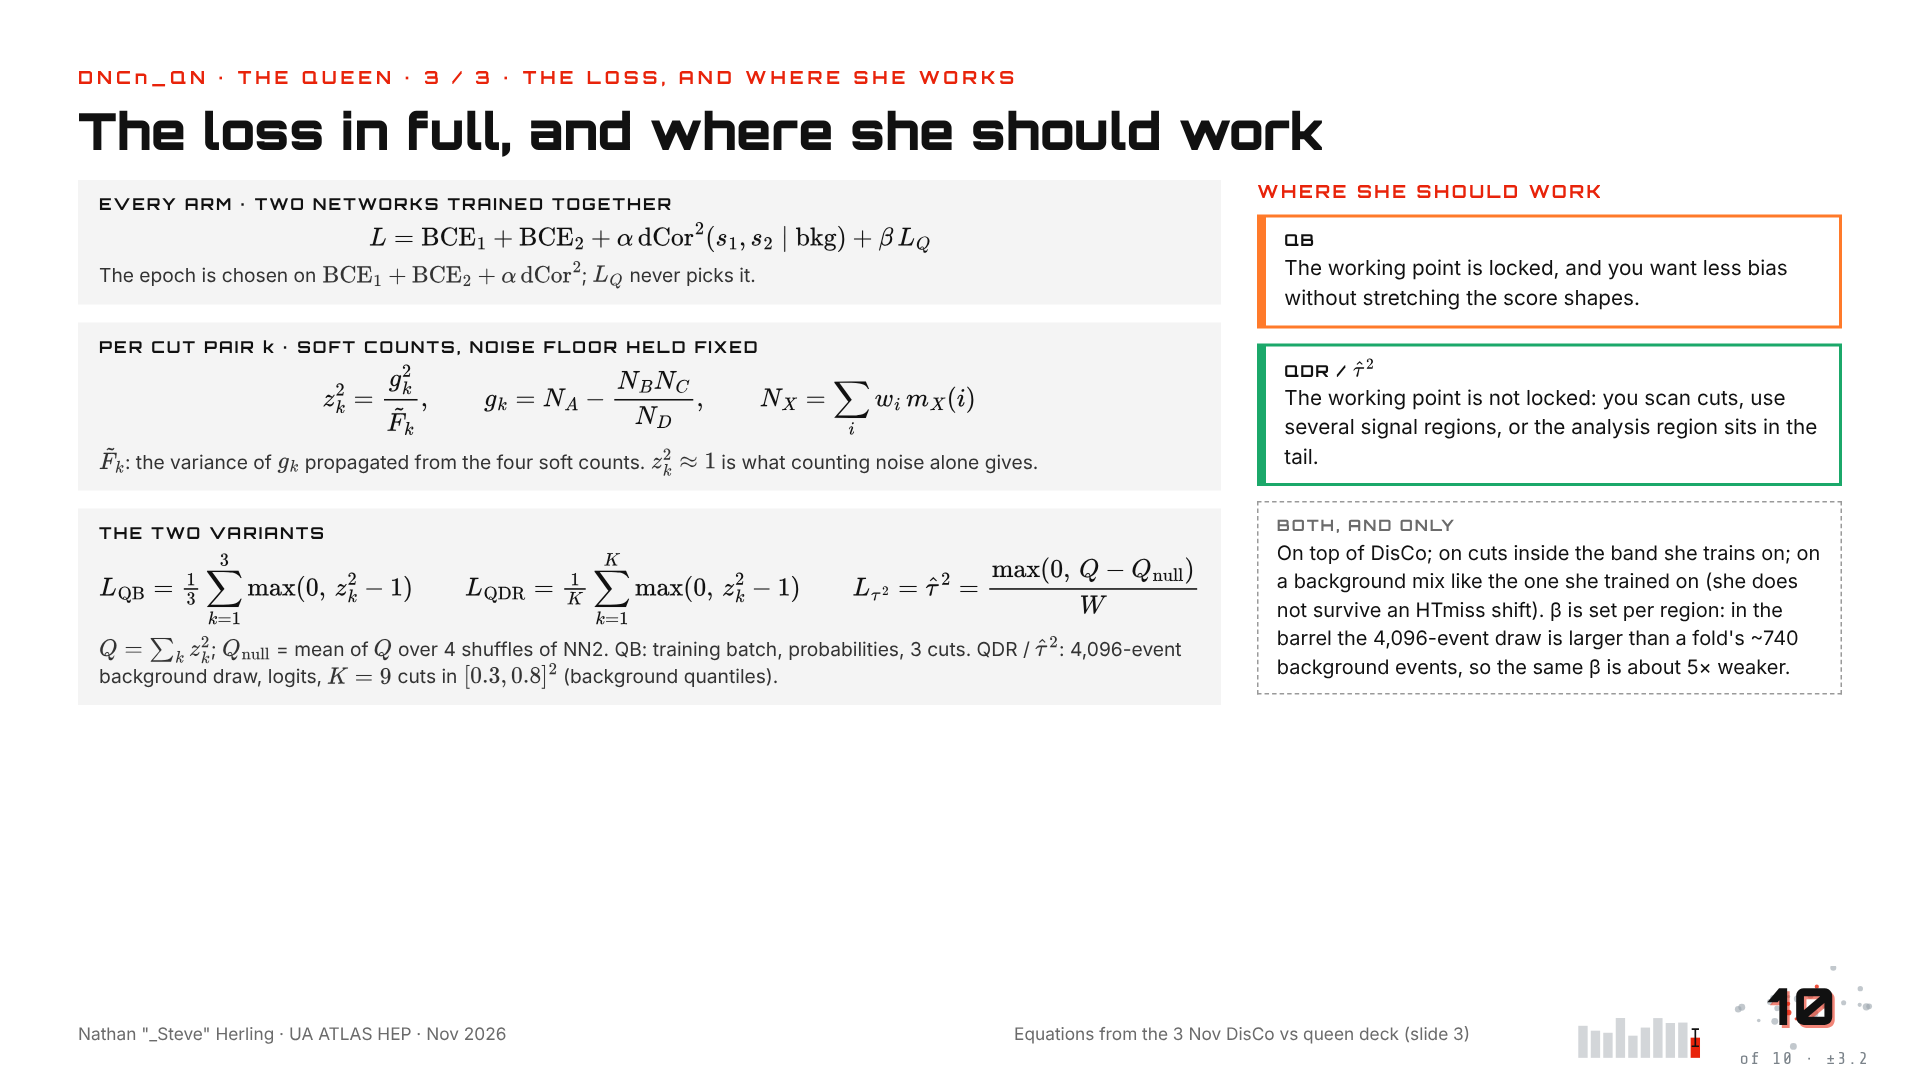 DNCn_QN · THE QUEEN · 3 / 3 · THE LOSS, AND WHERE SHE WORKS
The loss in full, and where she should work
EVERY ARM · TWO NETWORKS TRAINED TOGETHER
L = BCE₁ + BCE₂ + α dCor²(s₁, s₂ | bkg) + β L_Q
The epoch is chosen on BCE₁ + BCE₂ + α dCor²; L_Q never picks it.
PER CUT PAIR k · SOFT COUNTS, NOISE FLOOR HELD FIXED
z_k² = g_k² / F̃_k,   g_k = N_A − N_B N_C / N_D,   N_X = ∑_i w_i m_X(i)
F̃_k: the variance of g_k propagated from the four soft counts. z_k² ≈ 1 is what counting noise alone gives.
THE TWO VARIANTS
L_QB = 1/3 ∑_{k=1}^{3} max(0, z_k² − 1)   L_QDR = 1/K ∑_{k=1}^{K} max(0, z_k² − 1)   L_τ² = τ̂² = max(0, Q − Q_null) / W
Q = ∑_k z_k²; Q_null = mean of Q over 4 shuffles of NN2. QB: training batch, probabilities, 3 cuts. QDR / τ̂²: 4,096-event
background draw, logits, K = 9 cuts in [0.3, 0.8]² (background quantiles).
WHERE SHE SHOULD WORK
QB
The working point is locked, and you want less bias
without stretching the score shapes.
QDR / τ̂²
The working point is not locked: you scan cuts, use
several signal regions, or the analysis region sits in the
tail.
BOTH, AND ONLY
On top of DisCo; on cuts inside the band she trains on; on
a background mix like the one she trained on (she does
not survive an HTmiss shift). β is set per region: in the
barrel the 4,096-event draw is larger than a fold's ~740
background events, so the same β is about 5× weaker.
Nathan "_Steve" Herling · UA ATLAS HEP · Nov 2026
Equations from the 3 Nov DisCo vs queen deck (slide 3)
10
of 10 · ±3.2